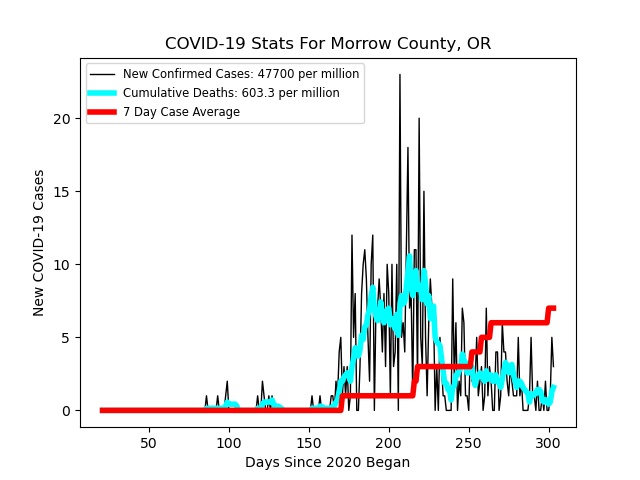 COVID-19 Stats For Morrow County, OR
New Confirmed Cases: 47700 per million
Cumulative Deaths: 603.3 per million
7 Day Case Average
New COVID-19 Cases
20
15
10
5
0
50 100 150 200 250 300
Days Since 2020 Began